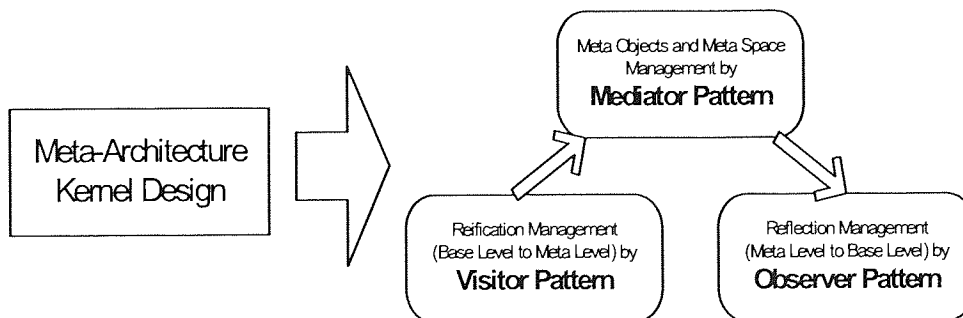 Meta-Architecture
Kernel Design
Meta Objects and Meta Space
Management by
Mediator Pattern
Reification Management
(Base Level to Meta Level) by
Visitor Pattern
Reflection Management
(Meta Level to Base Level) by
Observer Pattern